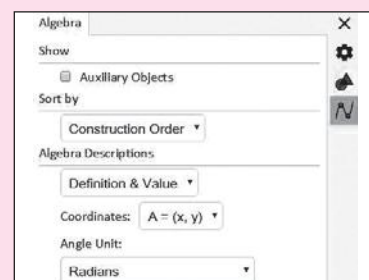 Algebra
Show
Auxiliary Objects
Sort by
Construction Order
Algebra Descriptions
Definition & Value
Coordinates: A = (x, y)
Angle Unit:
Radians